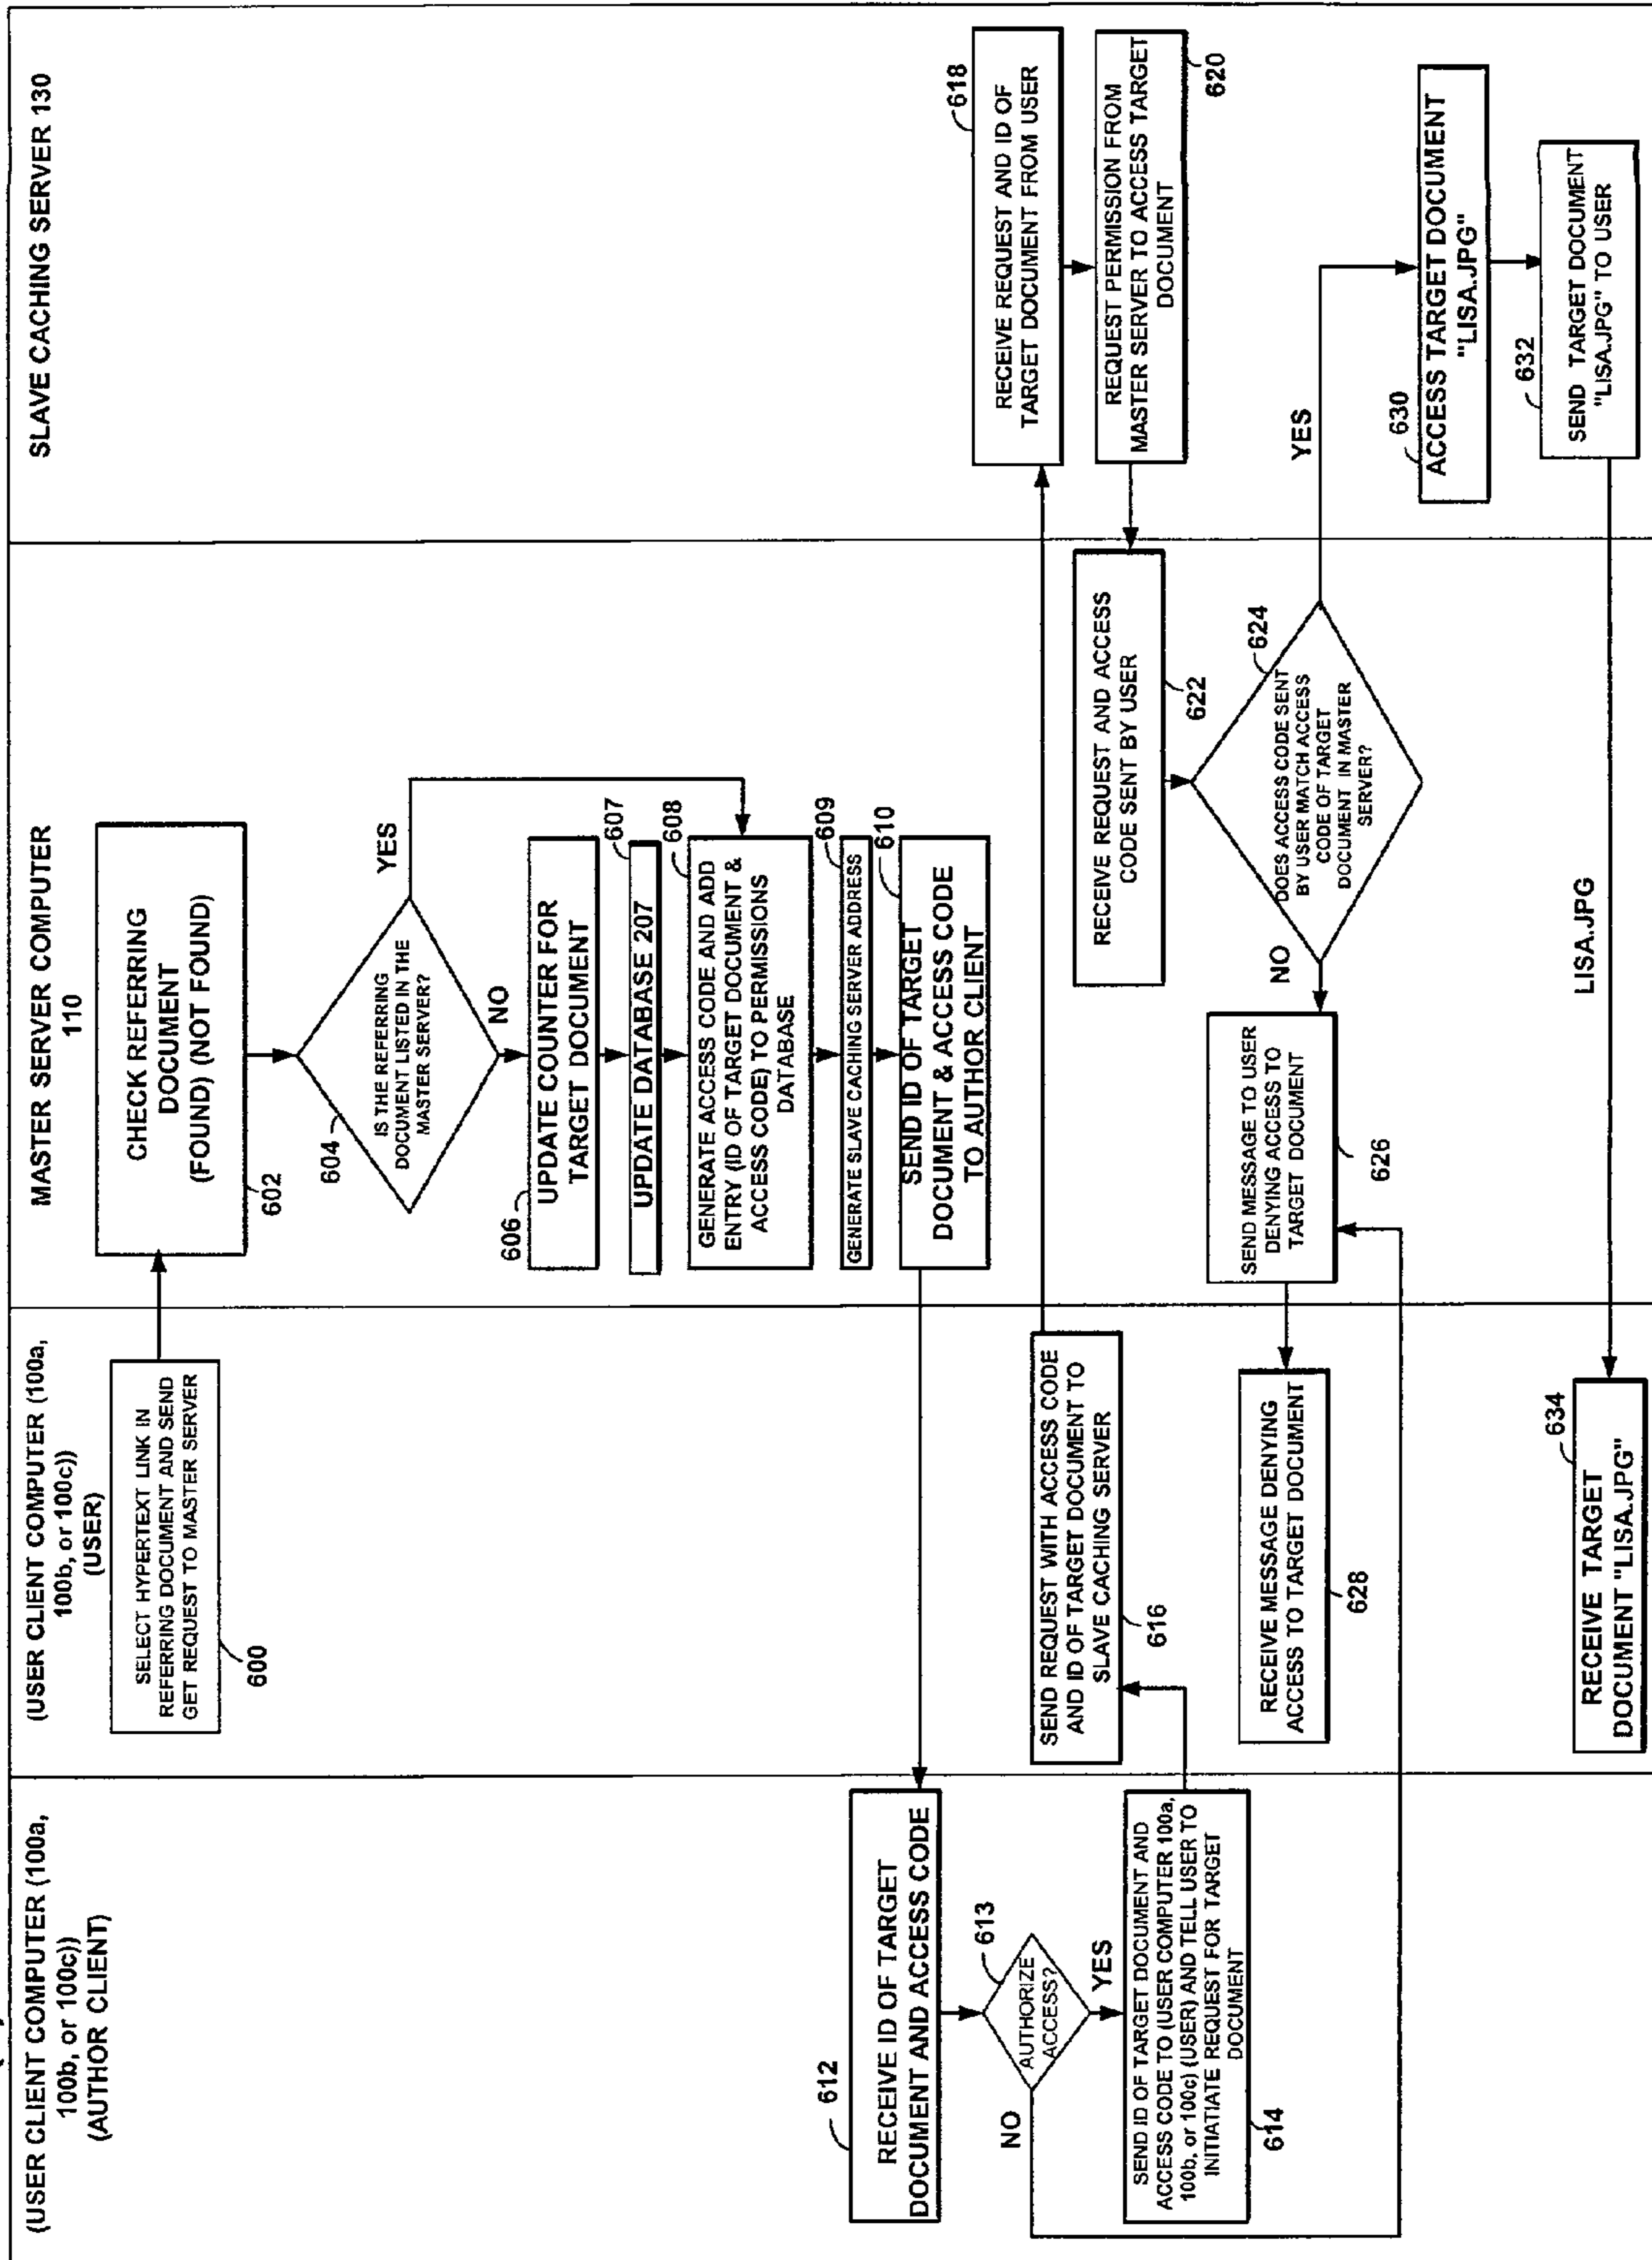 (USER CLIENT COMPUTER (100a,
100b, or 100c))
(AUTHOR CLIENT)
(USER CLIENT COMPUTER (100a,
100b, or 100c))
(USER)
MASTER SERVER COMPUTER
110
SLAVE CACHING SERVER 130
SELECT HYPERTEXT LINK IN
REFERRING DOCUMENT AND SEND
GET REQUEST TO MASTER SERVER
600
CHECK REFERRING
DOCUMENT
(FOUND) (NOT FOUND)
602
604
IS THE REFERRING
DOCUMENT LISTED IN THE
MASTER SERVER?
YES
NO
606
UPDATE COUNTER FOR
TARGET DOCUMENT
607
UPDATE DATABASE 207
608
GENERATE ACCESS CODE AND ADD
ENTRY (ID OF TARGET DOCUMENT &
ACCESS CODE) TO PERMISSIONS
DATABASE
609
GENERATE SLAVE CACHING SERVER ADDRESS
610
SEND ID OF TARGET
DOCUMENT & ACCESS CODE
TO AUTHOR CLIENT
612
RECEIVE ID OF TARGET
DOCUMENT AND ACCESS CODE
613
AUTHORIZE
ACCESS?
NO
YES
SEND ID OF TARGET DOCUMENT AND
ACCESS CODE TO (USER COMPUTER 100a,
100b, or 100c) (USER) AND TELL USER TO
INITIATE REQUEST FOR TARGET
DOCUMENT
614
SEND REQUEST WITH ACCESS CODE
AND ID OF TARGET DOCUMENT TO
SLAVE CACHING SERVER
616
618
RECEIVE REQUEST AND ID OF
TARGET DOCUMENT FROM USER
REQUEST PERMISSION FROM
MASTER SERVER TO ACCESS TARGET
DOCUMENT
620
RECEIVE REQUEST AND ACCESS
CODE SENT BY USER
622
624
DOES ACCESS CODE SENT
BY USER MATCH ACCESS
CODE OF TARGET
DOCUMENT IN MASTER
SERVER?
NO
YES
SEND MESSAGE TO USER
DENYING ACCESS TO
TARGET DOCUMENT
626
RECEIVE MESSAGE DENYING
ACCESS TO TARGET DOCUMENT
628
630
ACCESS TARGET DOCUMENT
"LISA.JPG"
632
SEND TARGET DOCUMENT
"LISA.JPG" TO USER
LISA.JPG
634
RECEIVE TARGET
DOCUMENT "LISA.JPG"